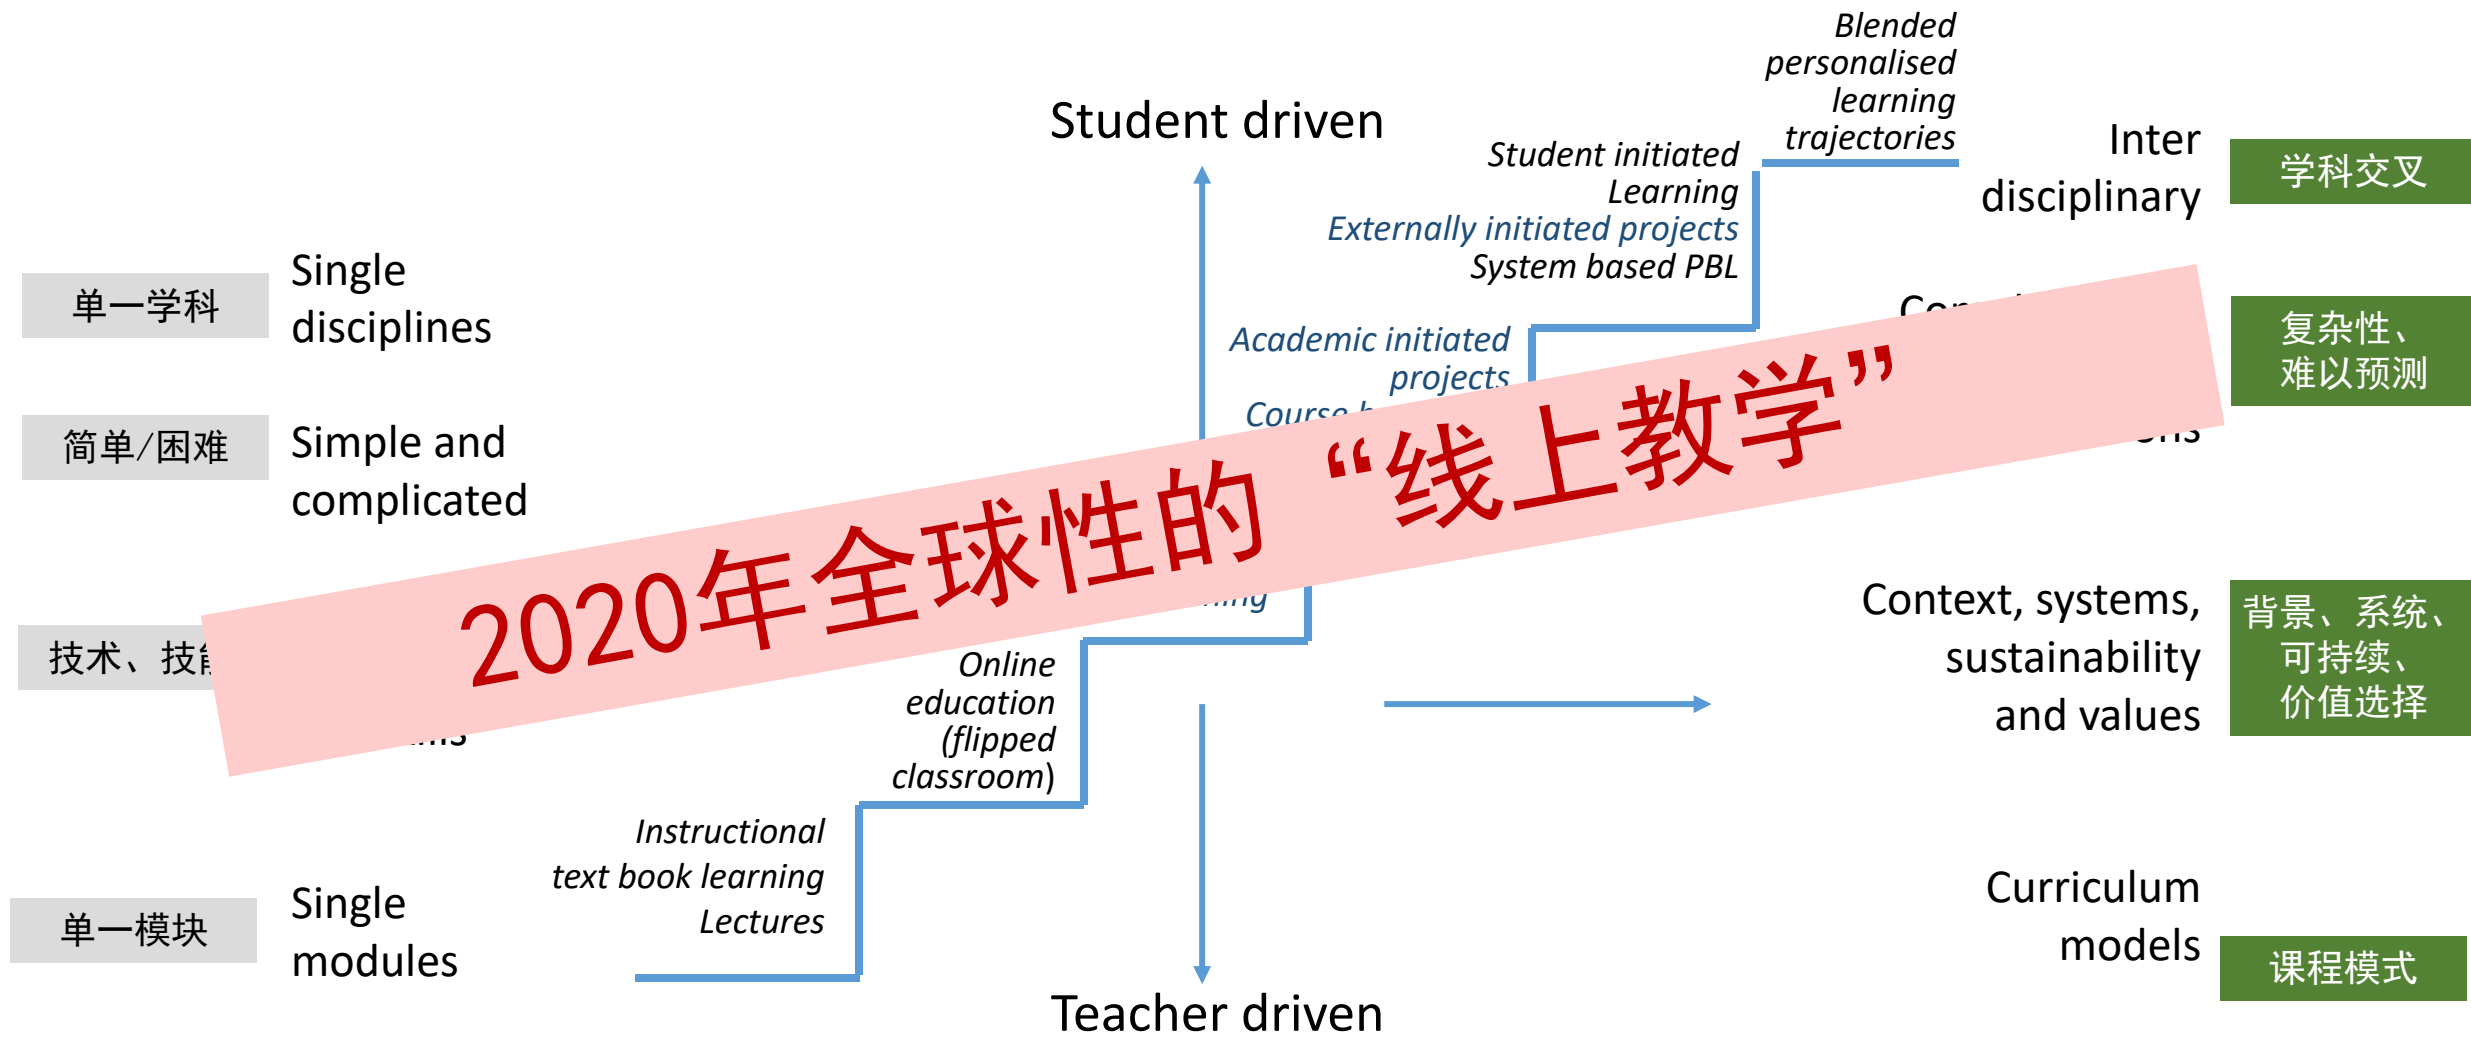 Blended
personalised
learning
trajectories
Student driven
Student initiated
Learning
Externally initiated projects
System based PBL
Inter
disciplinary
学科交叉
单一学科
Single
disciplines
Academic initiated
projects
Course
复杂性、
难以预测
简单/困难
Simple and
complicated
2020年全球性的“线上教学”
技术、技
Context, systems,
sustainability
and values
背景、系统、
可持续、
价值选择
Online
education
(flipped
classroom)
Instructional
text book learning
Lectures
单一模块
Single
modules
Curriculum
models
课程模式
Teacher driven